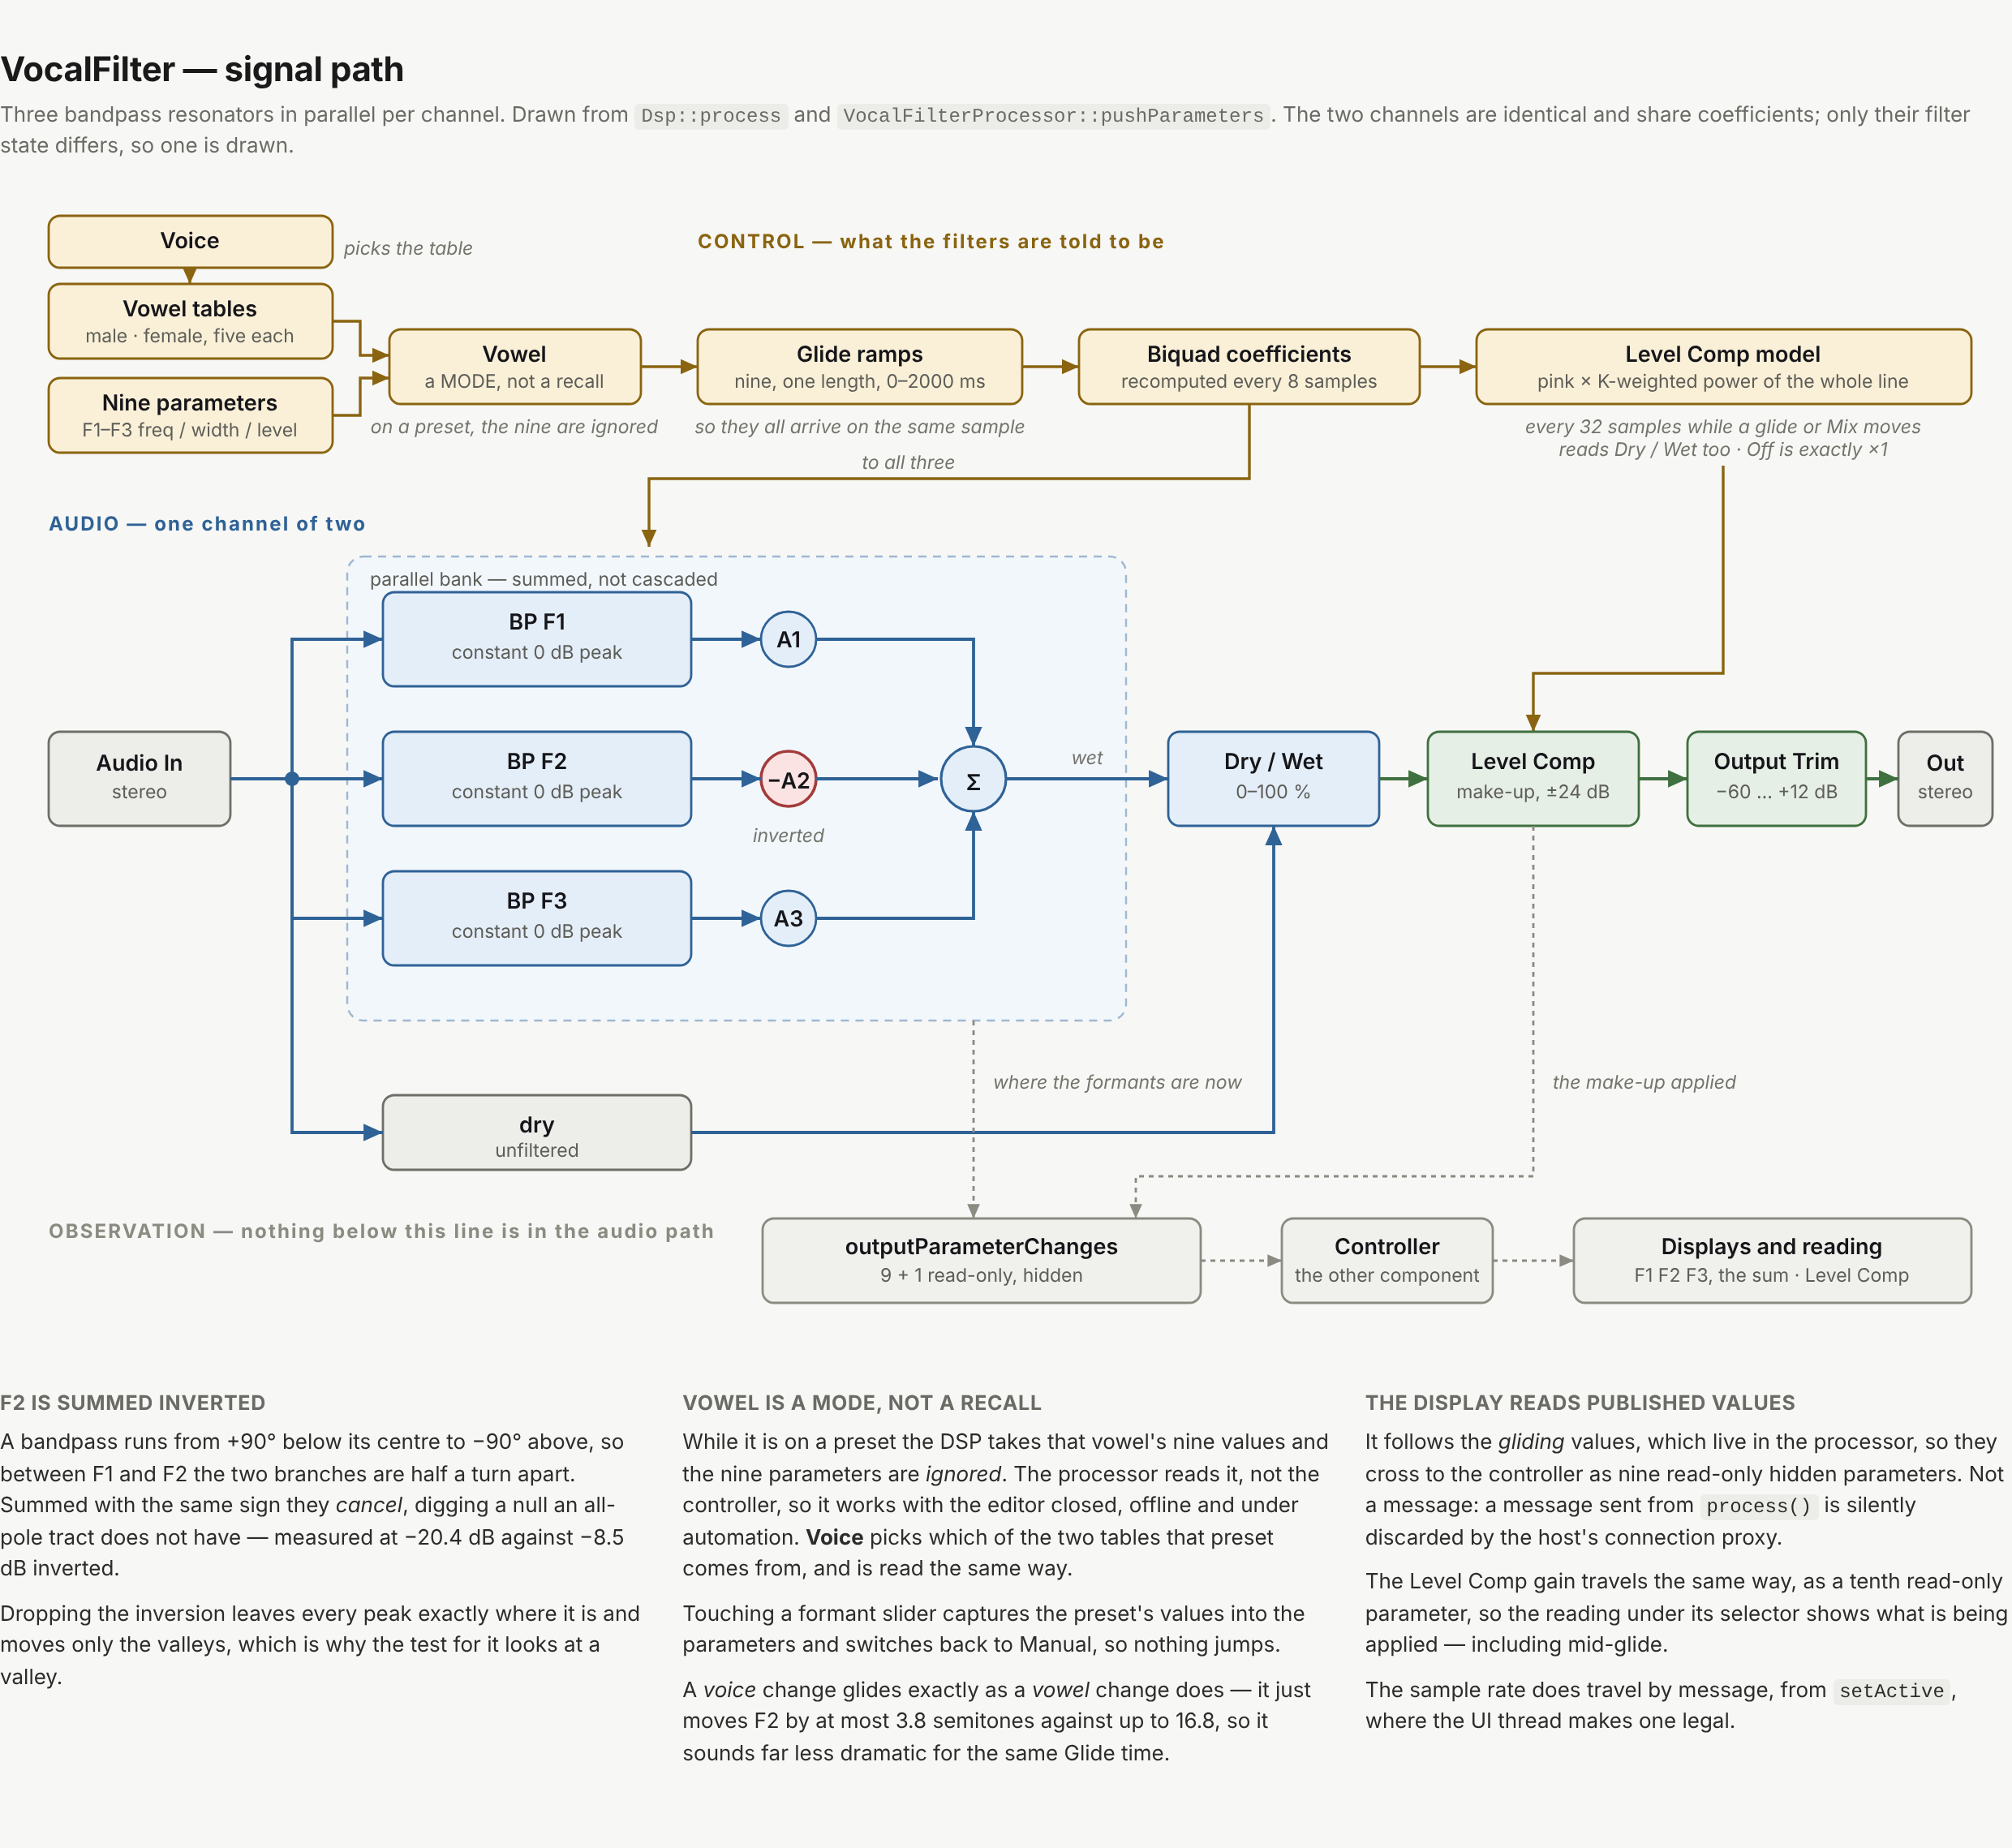 VocalFilter — signal path
Three bandpass resonators in parallel per channel. Drawn from Dsp::process and VocalFilterProcessor::pushParameters. The two channels are identical and share coefficients; only their filter
state differs, so one is drawn.
Voice
picks the table
CONTROL — what the filters are told to be
Vowel tables
male · female, five each
Nine parameters
F1–F3 freq / width / level
Vowel
a MODE, not a recall
on a preset, the nine are ignored
Glide ramps
nine, one length, 0–2000 ms
so they all arrive on the same sample
Biquad coefficients
recomputed every 8 samples
Level Comp model
pink × K-weighted power of the whole line
every 32 samples while a glide or Mix moves
reads Dry / Wet too · Off is exactly ×1
to all three
AUDIO — one channel of two
parallel bank — summed, not cascaded
BP F1
constant 0 dB peak
A1
Audio In
stereo
BP F2
constant 0 dB peak
−A2
inverted
Σ
wet
Dry / Wet
0–100 %
Level Comp
make-up, ±24 dB
Output Trim
−60 … +12 dB
Out
stereo
BP F3
constant 0 dB peak
A3
where the formants are now
the make-up applied
dry
unfiltered
OBSERVATION — nothing below this line is in the audio path
outputParameterChanges
9 + 1 read-only, hidden
Controller
the other component
Displays and reading
F1 F2 F3, the sum · Level Comp
F2 IS SUMMED INVERTED
A bandpass runs from +90° below its centre to −90° above, so
between F1 and F2 the two branches are half a turn apart.
Summed with the same sign they cancel, digging a null an all-
pole tract does not have — measured at −20.4 dB against −8.5
dB inverted.
Dropping the inversion leaves every peak exactly where it is and
moves only the valleys, which is why the test for it looks at a
valley.
VOWEL IS A MODE, NOT A RECALL
While it is on a preset the DSP takes that vowel's nine values and
the nine parameters are ignored. The processor reads it, not the
controller, so it works with the editor closed, offline and under
automation. Voice picks which of the two tables that preset
comes from, and is read the same way.
Touching a formant slider captures the preset's values into the
parameters and switches back to Manual, so nothing jumps.
A voice change glides exactly as a vowel change does — it just
moves F2 by at most 3.8 semitones against up to 16.8, so it
sounds far less dramatic for the same Glide time.
THE DISPLAY READS PUBLISHED VALUES
It follows the gliding values, which live in the processor, so they
cross to the controller as nine read-only hidden parameters. Not
a message: a message sent from process() is silently
discarded by the host's connection proxy.
The Level Comp gain travels the same way, as a tenth read-only
parameter, so the reading under its selector shows what is being
applied — including mid-glide.
The sample rate does travel by message, from setActive,
where the UI thread makes one legal.